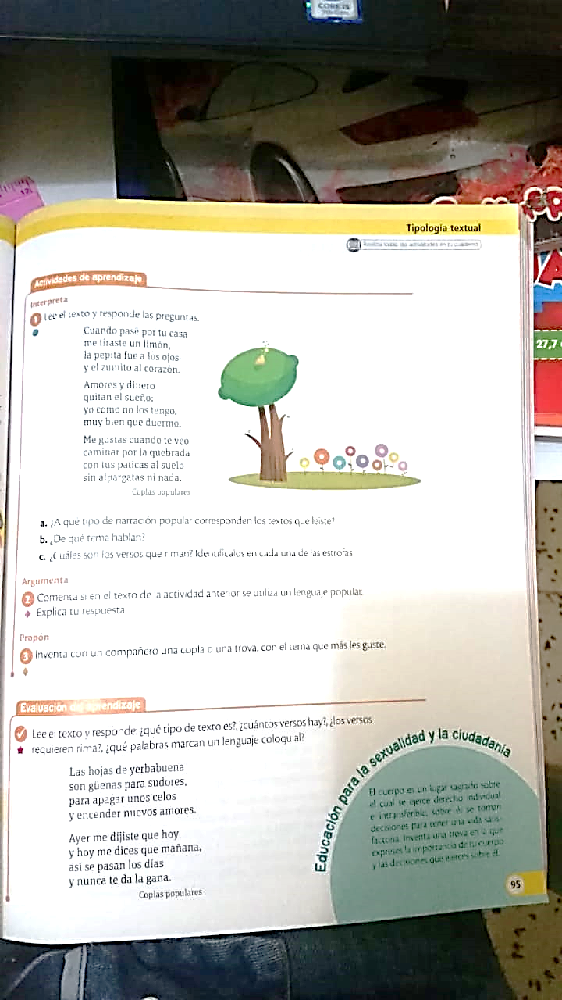 CORE i5
Tipología textual
Realiza todas las actividades en tu cuaderno
Actividades de aprendizaje
Interpreta
1 Lee el texto y responde las preguntas.
Cuando pasé por tu casa
me tiraste un limón,
la pepita fue a los ojos
y el zumito al corazón.
Amores y dinero
quitan el sueño;
yo como no los tengo,
muy bien que duermo.
Me gustas cuando te veo
caminar por la quebrada
con tus paticas al suelo
sin alpargatas ni nada.
Coplas populares
a. ¿A qué tipo de narración popular corresponden los textos que leíste?
b. ¿De qué tema hablan?
c. ¿Cuáles son los versos que riman? Identifícalos en cada una de las estrofas.
Argumenta
2 Comenta si en el texto de la actividad anterior se utiliza un lenguaje popular.
Explica tu respuesta.
Propón
3 Inventa con un compañero una copla o una trova, con el tema que más les guste.
Evaluación del aprendizaje
Lee el texto y responde: ¿qué tipo de texto es?, ¿cuántos versos hay?, ¿los versos
requieren rima?, ¿qué palabras marcan un lenguaje coloquial?
Las hojas de yerbabuena
son güenas para sudores,
para apagar unos celos
y encender nuevos amores.
Ayer me dijiste que hoy
y hoy me dices que mañana,
así se pasan los días
y nunca te da la gana.
Coplas populares
Educación para la sexualidad y la ciudadanía
El cuerpo es un lugar sagrado sobre
el cual se ejerce derecho individual
e intransferible, sobre él se toman
decisiones para tener una vida satis-
factoria. Inventa una trova en la que
expreses la importancia de tu cuerpo
y las decisiones que ejerces sobre él.
95
27,7